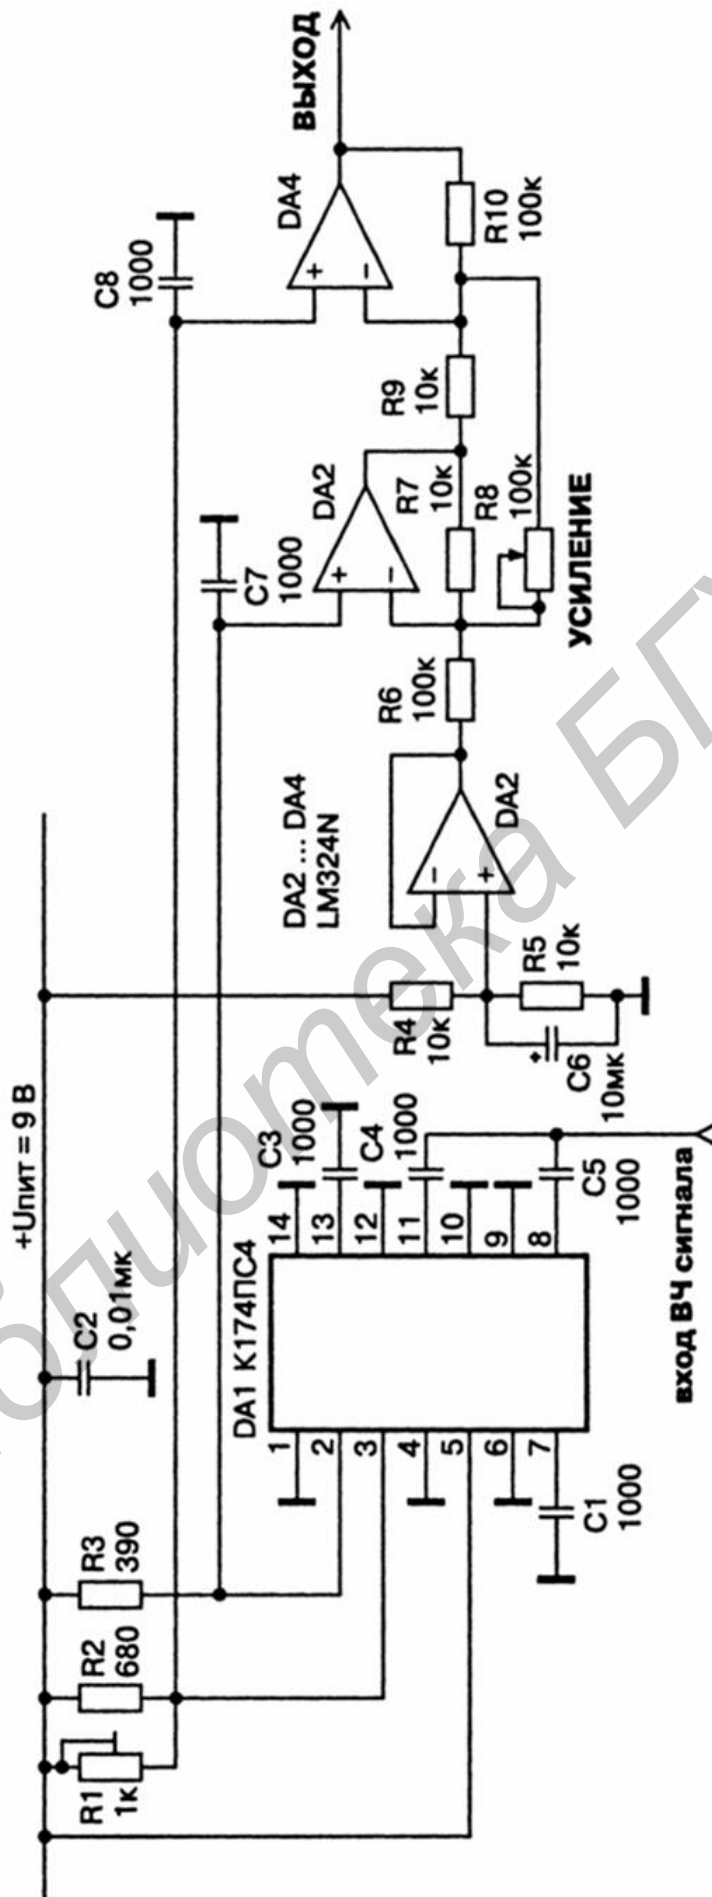 +Uпит = 9 В
R1
1к
R2
680
R3
390
C2
0,01мк
DA1 К174ПС4
1
2
3
4
5
6
7
14
13
12
11
10
9
8
C1
1000
C3
1000
C4
1000
C5
1000
вход ВЧ сигнала
R4
10к
R5
10к
C6
10мк
+
DA2 ... DA4
LM324N
−
+
DA2
R6
100к
C7
1000
+
−
DA2
R7
10к
R8
100к
УСИЛЕНИЕ
R9
10к
C8
1000
+
−
DA4
R10
100к
ВЫХОД
блиотека БГ